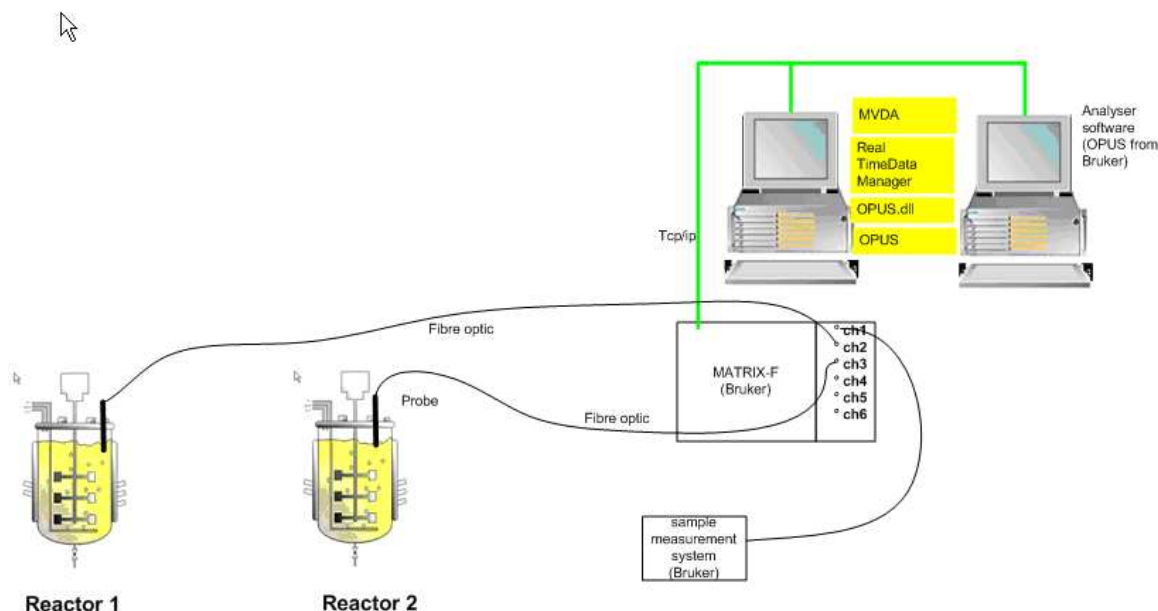 MVDA
Real
TimeData
Manager
OPUS.dll
OPUS
Analyser
software
(OPUS from
Bruker)
Tcp/ip
Fibre optic
Probe
Fibre optic
MATRIX-F
(Bruker)
ch1
ch2
ch3
ch4
ch5
ch6
sample
measurement
system
(Bruker)
Reactor 1
Reactor 2